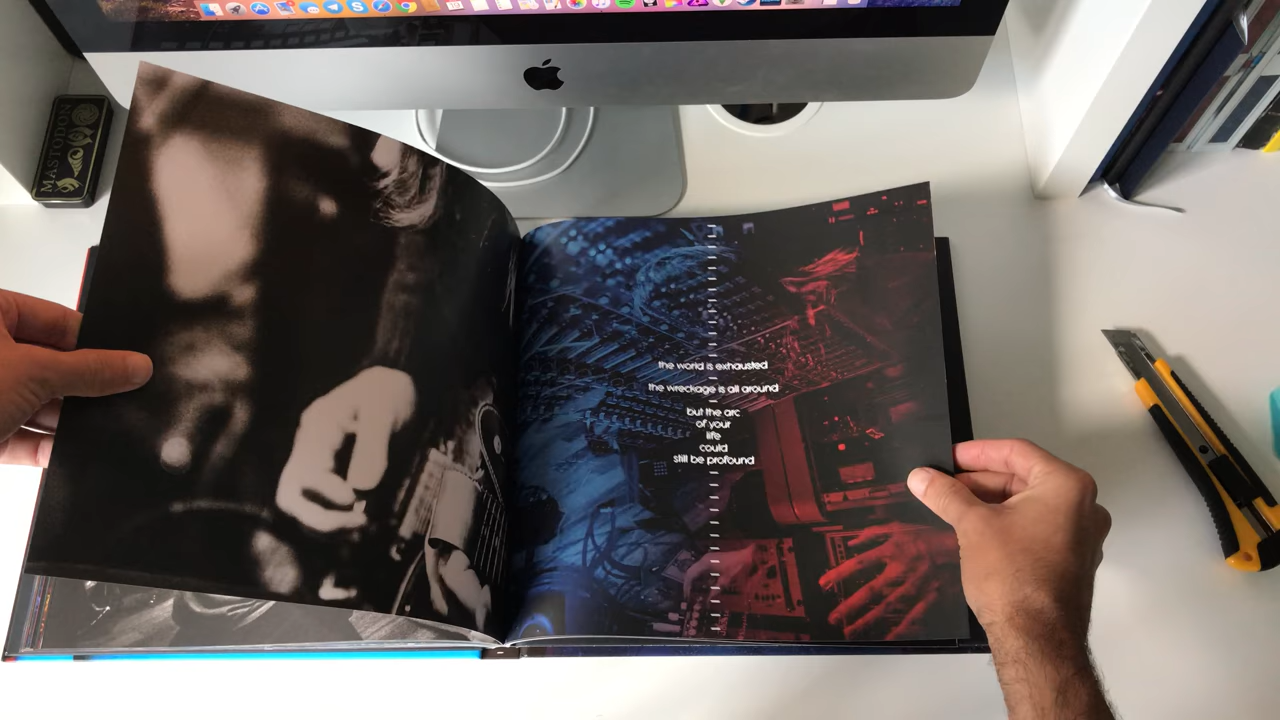 MASTODON
the world is exhausted
the wreckage is all around
but the arc
of your
life
could
still be profound